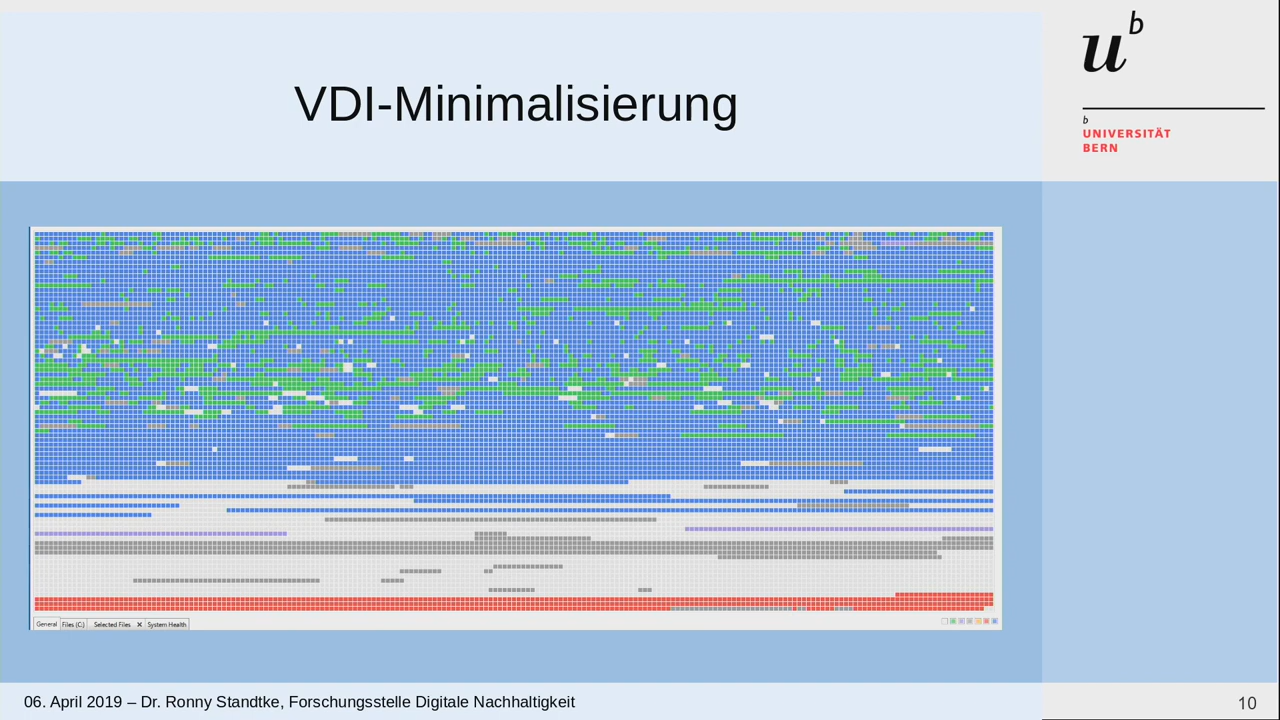 VDI-Minimalisierung
u b
b
UNIVERSITÄT
BERN
General Files (C:) Selected Files ✕ System Health
06. April 2019 – Dr. Ronny Standtke, Forschungsstelle Digitale Nachhaltigkeit
10